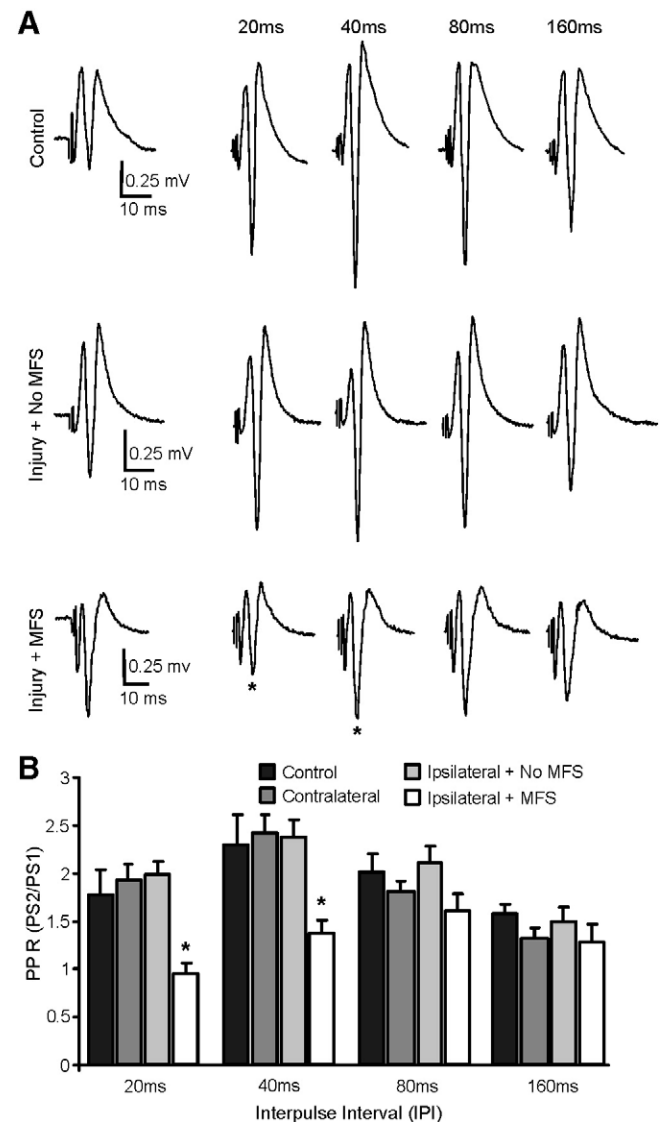 A
20ms 40ms 80ms 160ms
Control
0.25 mV
10 ms
Injury + No MFS
0.25 mV
10 ms
Injury + MFS
0.25 mV
10 ms
*
*
B
3
2.5
2
1.5
1
0.5
0
PPR (PS2/PS1)
Control
Contralateral
Ipsilateral + No MFS
Ipsilateral + MFS
*
*
20ms 40ms 80ms 160ms
Interpulse Interval (IPI)